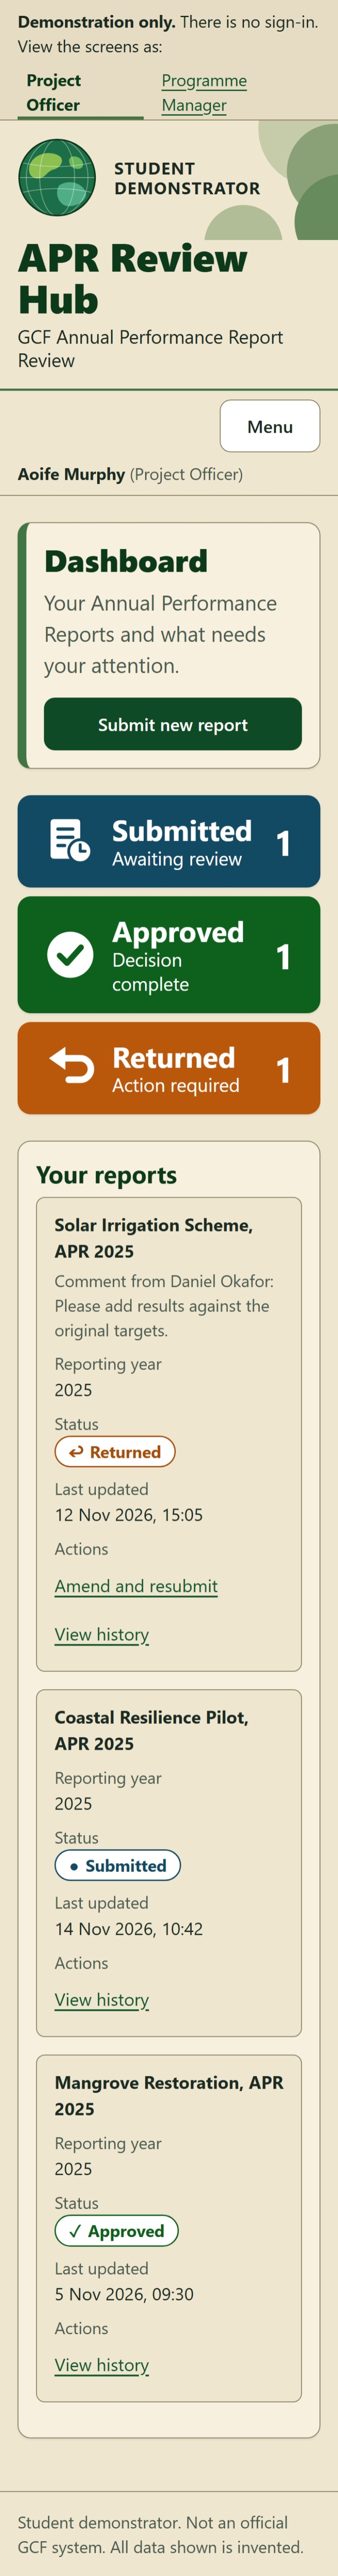 Demonstration only. There is no sign-in.
View the screens as:
Project
Officer
Programme
Manager
STUDENT
DEMONSTRATOR
APR Review
Hub
GCF Annual Performance Report
Review
Menu
Aoife Murphy (Project Officer)
Dashboard
Your Annual Performance
Reports and what needs
your attention.
Submit new report
Submitted
Awaiting review
1
Approved
Decision
complete
1
Returned
Action required
1
Your reports
Solar Irrigation Scheme,
APR 2025
Comment from Daniel Okafor:
Please add results against the
original targets.
Reporting year
2025
Status
Returned
Last updated
12 Nov 2026, 15:05
Actions
Amend and resubmit
View history
Coastal Resilience Pilot,
APR 2025
Reporting year
2025
Status
Submitted
Last updated
14 Nov 2026, 10:42
Actions
View history
Mangrove Restoration, APR
2025
Reporting year
2025
Status
Approved
Last updated
5 Nov 2026, 09:30
Actions
View history
Student demonstrator. Not an official
GCF system. All data shown is invented.